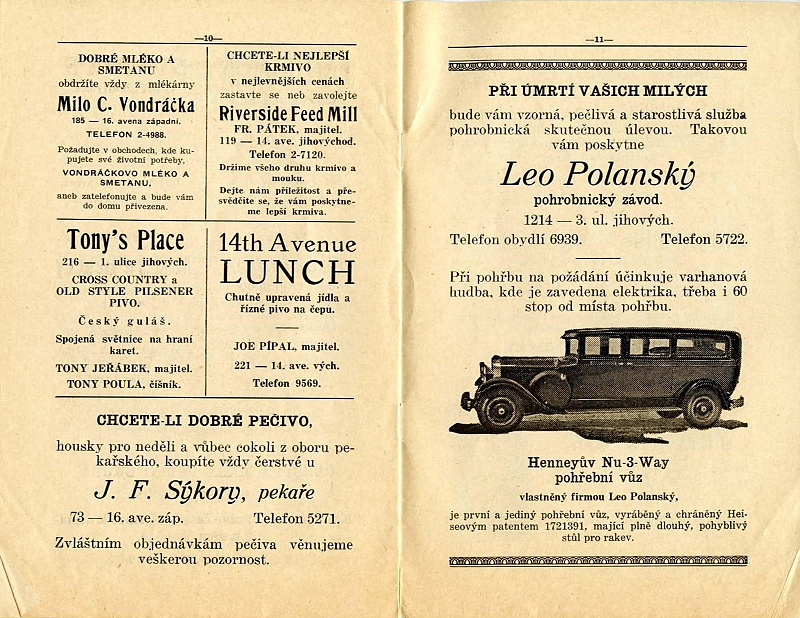 —10—
DOBRÉ MLÉKO A
SMETANU
obdržíte vždy z mlékárny
Milo C. Vondráčka
185 — 16. avena západní.
TELEFON 2-4988.
Požadujte v obchodech, kde ku-
pujete své životní potřeby,
VONDRÁČKOVO MLÉKO A
SMETANU,
aneb zatelefonujte a bude vám
do domu přivezena.
CHCETE-LI NEJLEPŠÍ
KRMIVO
v nejlevnějších cenách
zastavte se neb zavolejte
Riverside Feed Mill
FR. PÁTEK, majitel.
119 — 14. ave. jihovýchod.
Telefon 2-7120.
Držíme všeho druhu krmivo a
mouku.
Dejte nám příležitost a pře-
svědčíte se, že vám poskytne-
me lepší krmiva.
Tony's Place
216 — 1. ulice jihových.
CROSS COUNTRY a
OLD STYLE PILSENER
PIVO.
Český guláš.
Spojená světnice na hraní
karet.
TONY JEŘÁBEK, majitel.
TONY POULA, číšník.
14th Avenue
LUNCH
Chutně upravená jídla a
řízné pivo na čepu.
JOE PÍPAL, majitel.
221 — 14. ave. vých.
Telefon 9569.
CHCETE-LI DOBRÉ PEČIVO,
housky pro neděli a vůbec cokoli z oboru pe-
kařského, koupíte vždy čerstvé u
J. F. Sýkory, pekaře
73 — 16. ave. záp. Telefon 5271.
Zvláštním objednávkám pečiva věnujeme
veškerou pozornost.
—11—
PŘI ÚMRTÍ VAŠICH MILÝCH
bude vám vzorná, pečlivá a starostlivá služba
pohrobnická skutečnou úlevou. Takovou
vám poskytne
Leo Polanský
pohrobnický závod.
1214 — 3. ul. jihových.
Telefon obydlí 6939. Telefon 5722.
Při pohřbu na požádání účinkuje varhanová
hudba, kde je zavedena elektrika, třeba i 60
stop od místa pohřbu.
Henneyův Nu-3-Way
pohřební vůz
vlastněný firmou Leo Polanský,
je první a jediný pohřební vůz, vyráběný a chráněný Hei-
seovým patentem 1721391, mající plně dlouhý, pohyblivý
stůl pro rakev.